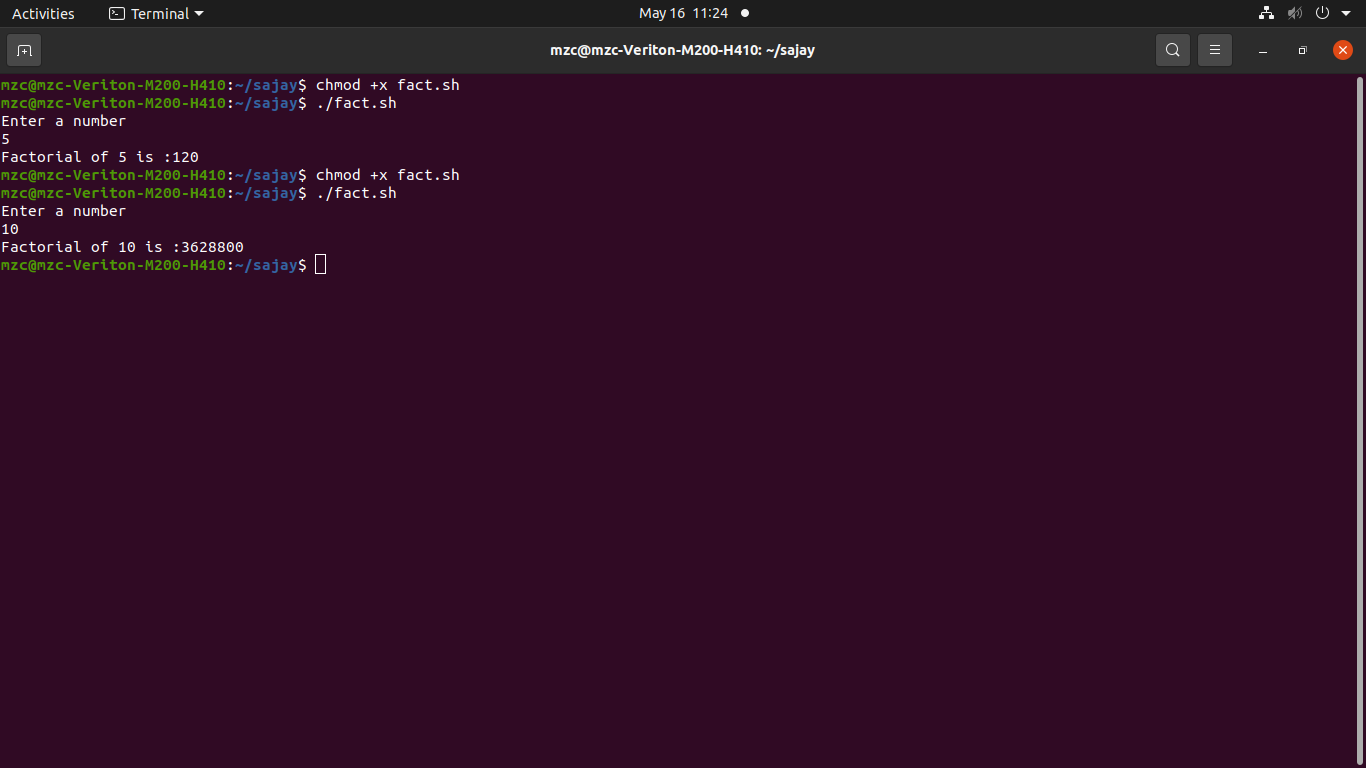 Activities Terminal May 16 11:24
mzc@mzc-Veriton-M200-H410: ~/sajay
mzc@mzc-Veriton-M200-H410:~/sajay$ chmod +x fact.sh
mzc@mzc-Veriton-M200-H410:~/sajay$ ./fact.sh
Enter a number
5
Factorial of 5 is :120
mzc@mzc-Veriton-M200-H410:~/sajay$ chmod +x fact.sh
mzc@mzc-Veriton-M200-H410:~/sajay$ ./fact.sh
Enter a number
10
Factorial of 10 is :3628800
mzc@mzc-Veriton-M200-H410:~/sajay$